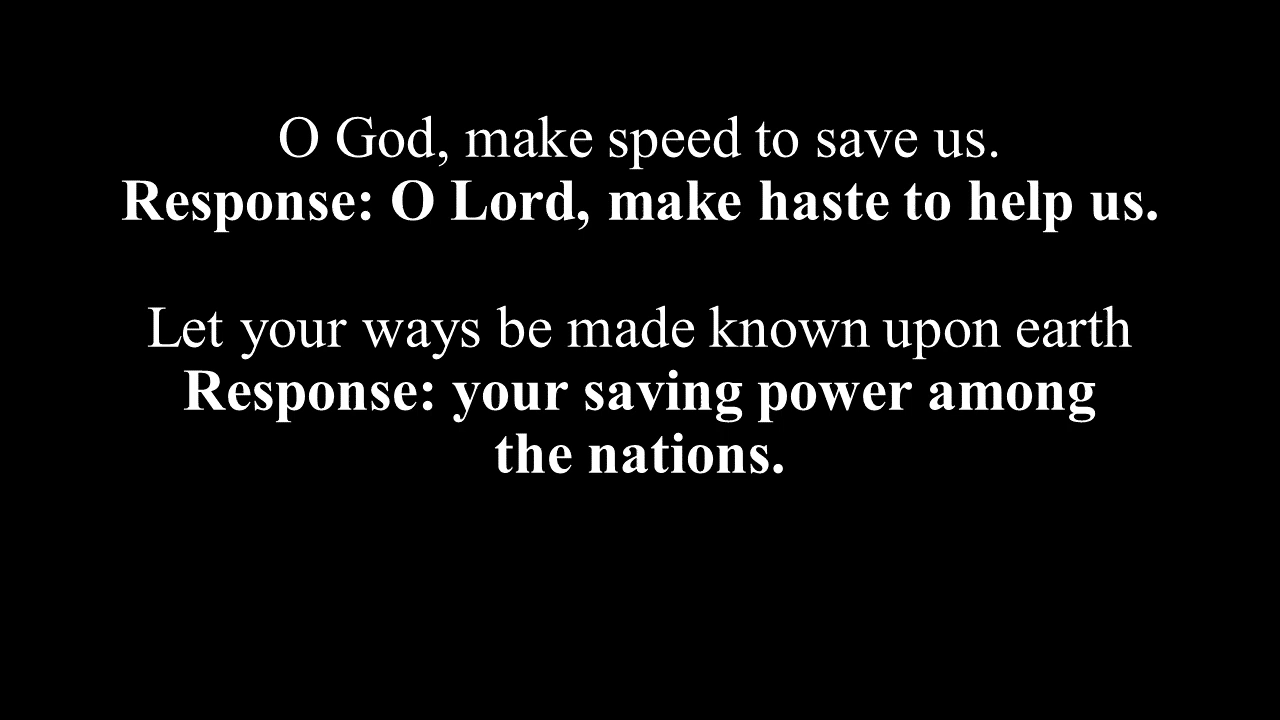 O God, make speed to save us.
Response: O Lord, make haste to help us.
Let your ways be made known upon earth
Response: your saving power among
the nations.